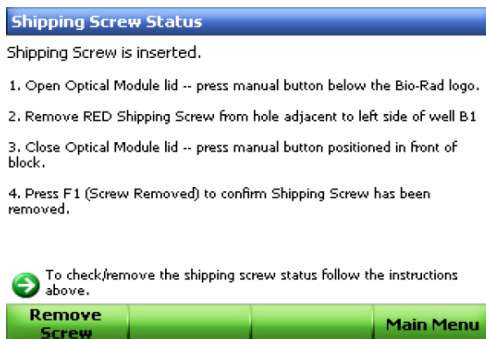 Shipping Screw Status
Shipping Screw is inserted.
1. Open Optical Module lid -- press manual button below the Bio-Rad logo.
2. Remove RED Shipping Screw from hole adjacent to left side of well B1
3. Close Optical Module lid -- press manual button positioned in front of
block.
4. Press F1 (Screw Removed) to confirm Shipping Screw has been
removed.
To check/remove the shipping screw status follow the instructions
above.
Remove
Screw
Main Menu